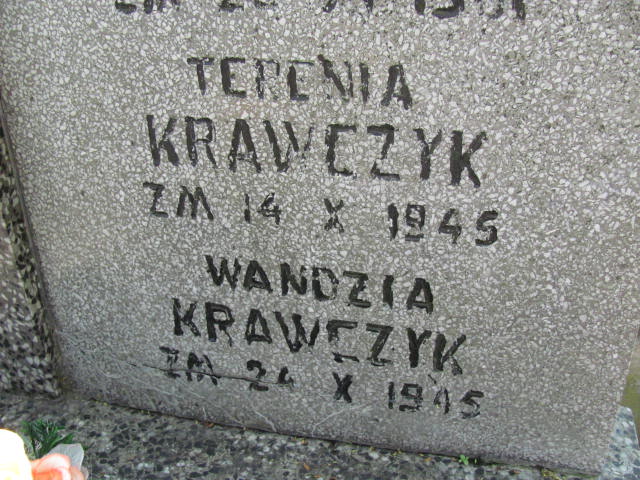 TERENIA
KRAWCZYK
ZM 14 X 1945
WANDZIA
KRAWCZYK
ZM 24 X 1945